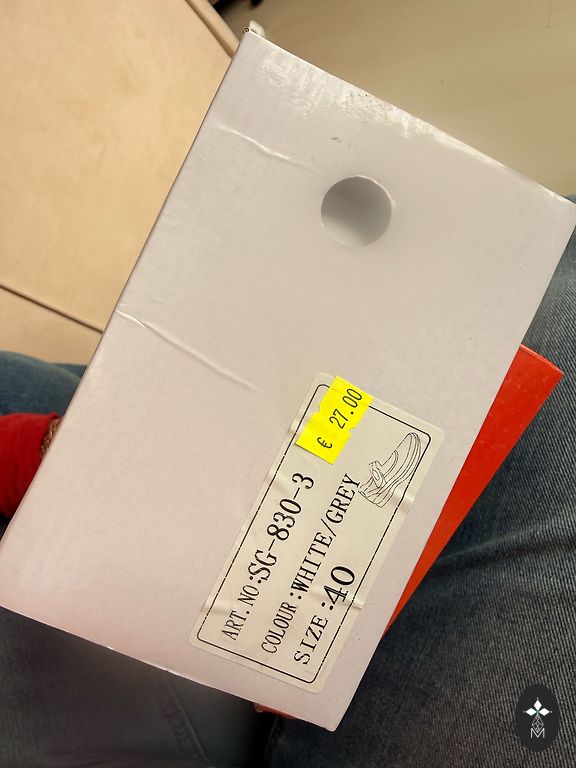 € 27.00
ART. NO:SG-830-3
COLOUR:WHITE/GREY
SIZE:40